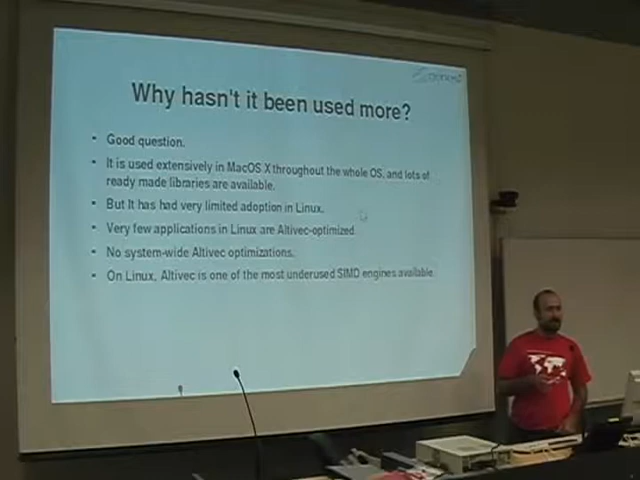 Why hasn't it been used more?
• Good question.
• It is used extensively in MacOS X throughout the whole OS, and lots of
ready made libraries are available.
• But It has had very limited adoption in Linux.
• Very few applications in Linux are Altivec-optimized
• No system-wide Altivec optimizations.
• On Linux, Altivec is one of the most underused SIMD engines available.